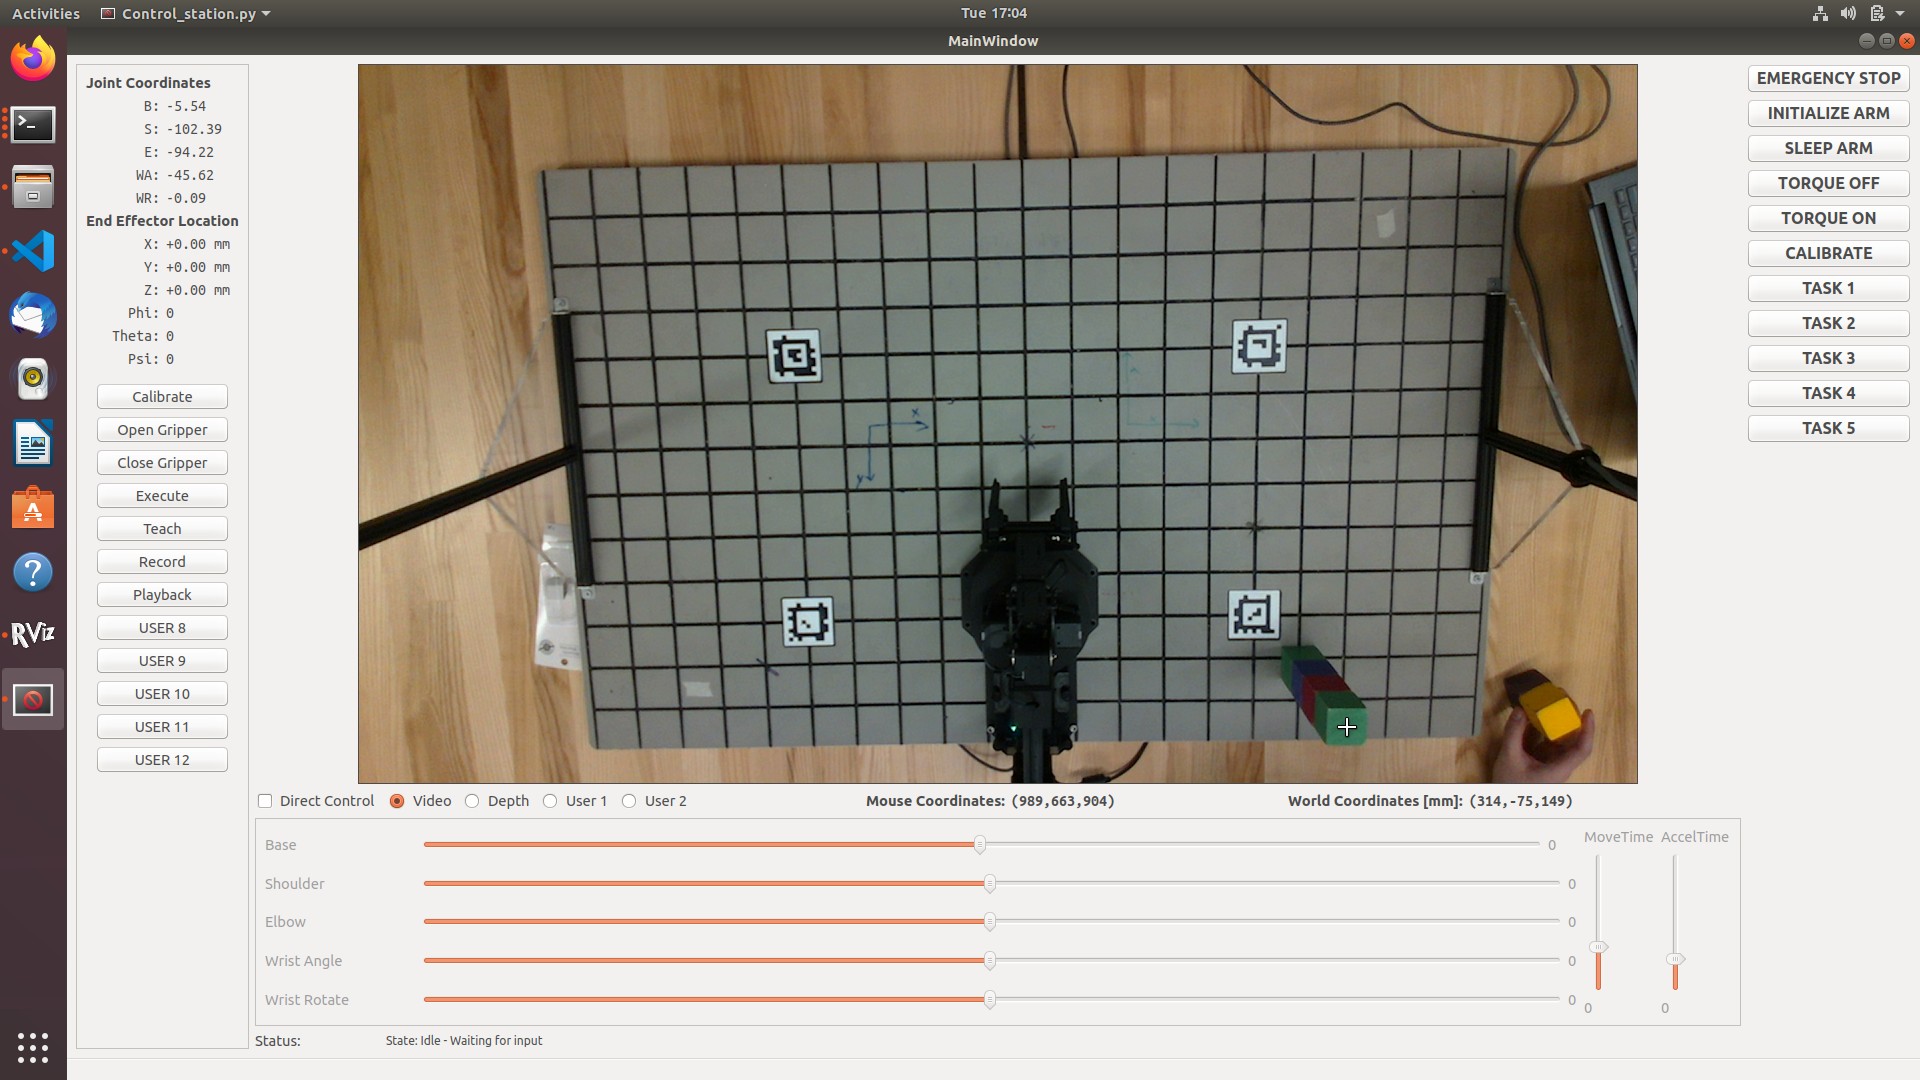 Activities
Control_station.py
Tue 17:04
MainWindow
Joint Coordinates
B: -5.54
S: -102.39
E: -94.22
WA: -45.62
WR: -0.09
End Effector Location
X: +0.00 mm
Y: +0.00 mm
Z: +0.00 mm
Phi: 0
Theta: 0
Psi: 0
Calibrate
Open Gripper
Close Gripper
Execute
Teach
Record
Playback
USER 8
USER 9
USER 10
USER 11
USER 12
RViz
x
y
EMERGENCY STOP
INITIALIZE ARM
SLEEP ARM
TORQUE OFF
TORQUE ON
CALIBRATE
TASK 1
TASK 2
TASK 3
TASK 4
TASK 5
Direct Control
Video
Depth
User 1
User 2
Mouse Coordinates: (989,663,904)
World Coordinates [mm]: (314,-75,149)
Base 0
Shoulder 0
Elbow 0
Wrist Angle 0
Wrist Rotate 0
MoveTime AccelTime
0 0
Status: State: Idle - Waiting for input